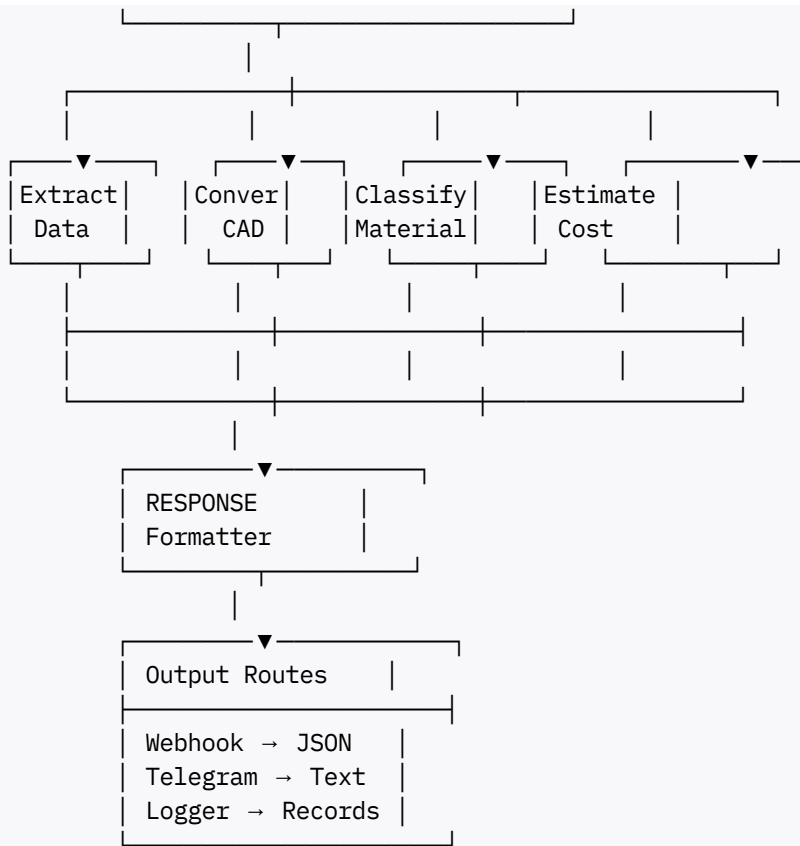 Extract Conver Classify Estimate
Data CAD Material Cost
RESPONSE
Formatter
Output Routes
Webhook → JSON
Telegram → Text
Logger → Records